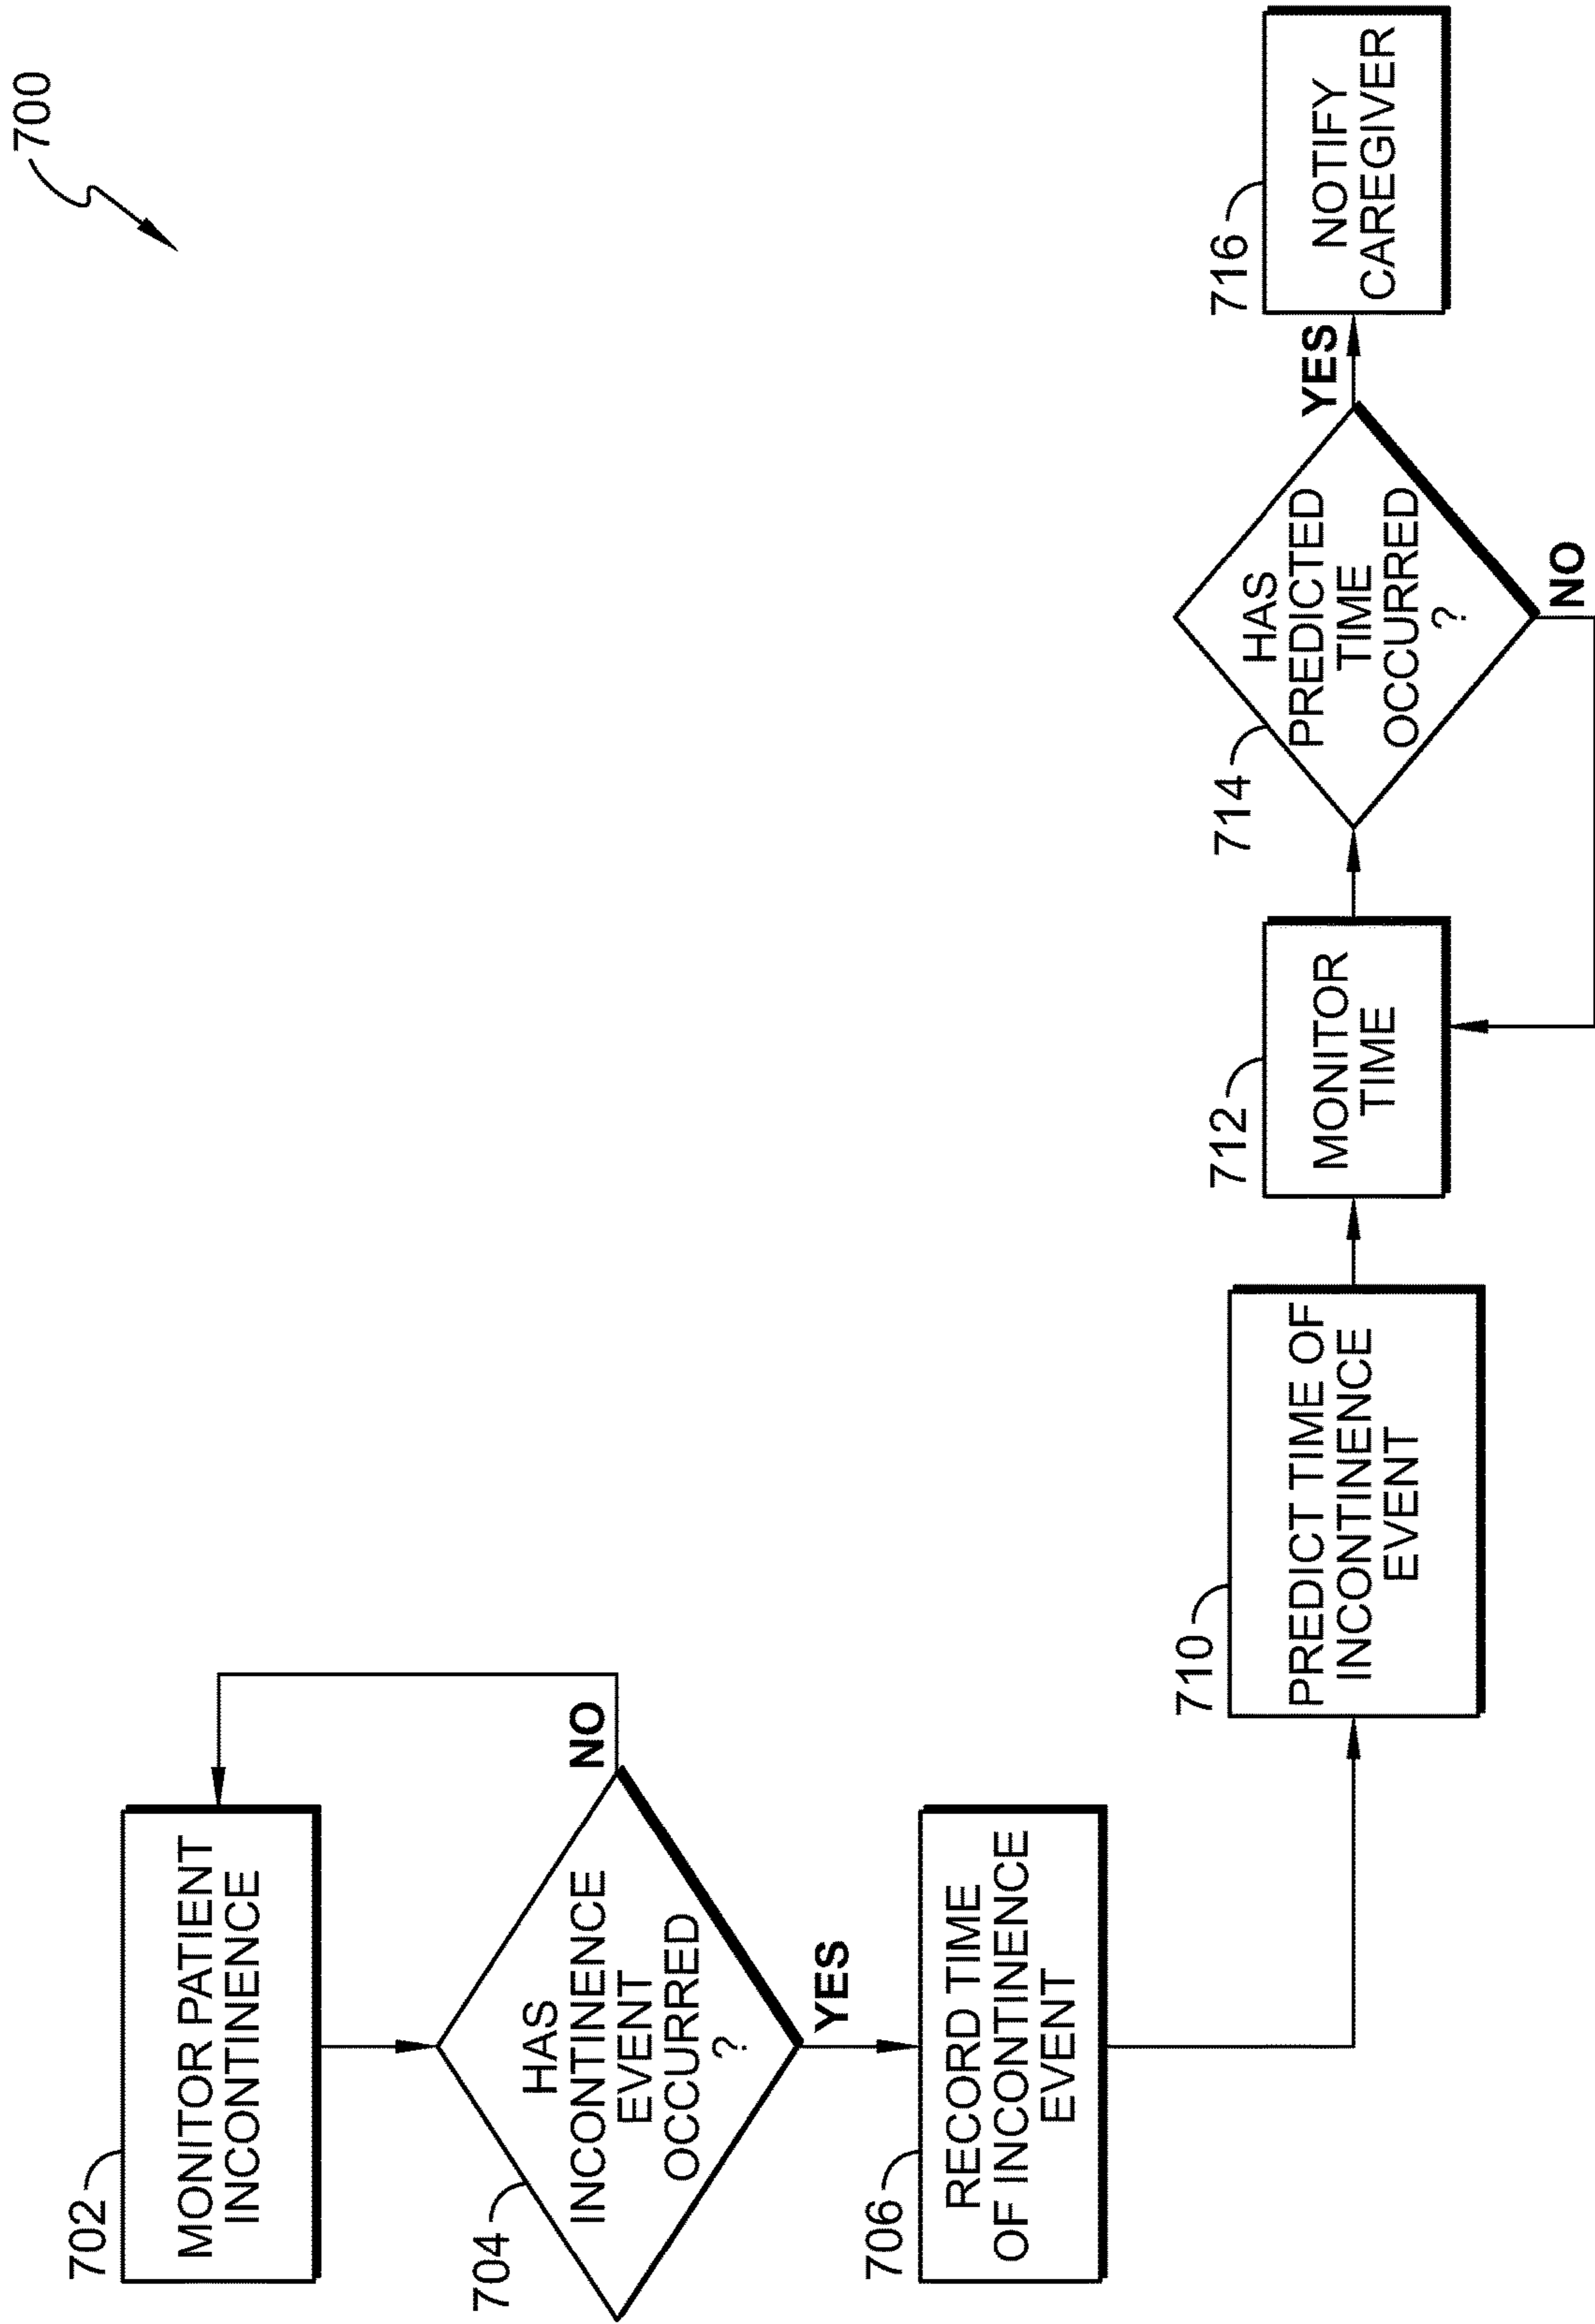 700
702
MONITOR PATIENT
INCONTINENCE
704
HAS
INCONTINENCE
EVENT
OCCURRED
?
NO
YES
706
RECORD TIME
OF INCONTINENCE
EVENT
710
PREDICT TIME OF
INCONTINENCE
EVENT
712
MONITOR
TIME
714
HAS
PREDICTED
TIME
OCCURRED
?
YES
NO
716
NOTIFY
CAREGIVER